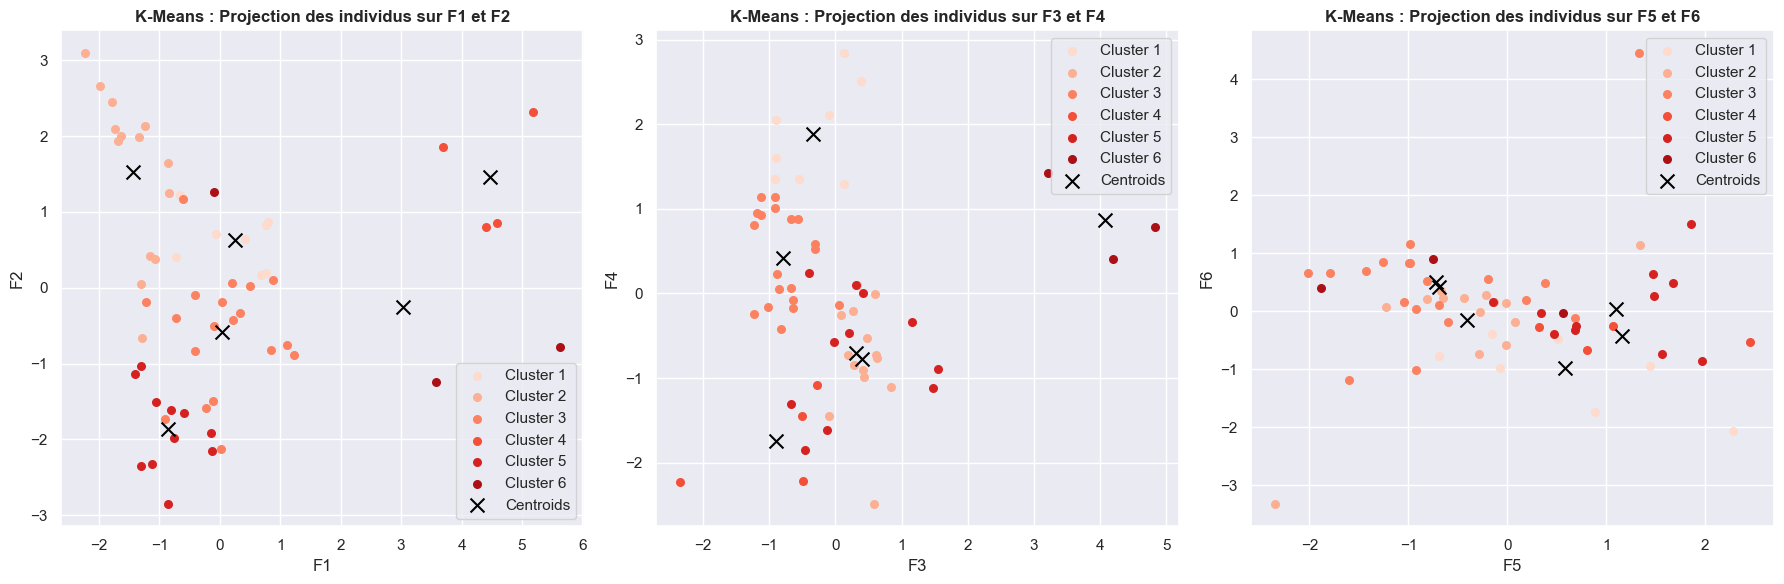 K-Means : Projection des individus sur F1 et F2
3
2
1
0
−1
−2
−3
F2
−2 −1 0 1 2 3 4 5 6
F1
Cluster 1
Cluster 2
Cluster 3
Cluster 4
Cluster 5
Cluster 6
Centroids
K-Means : Projection des individus sur F3 et F4
3
2
1
0
−1
−2
F4
−2 −1 0 1 2 3 4 5
F3
Cluster 1
Cluster 2
Cluster 3
Cluster 4
Cluster 5
Cluster 6
Centroids
K-Means : Projection des individus sur F5 et F6
4
3
2
1
0
−1
−2
−3
F6
−2 −1 0 1 2
F5
Cluster 1
Cluster 2
Cluster 3
Cluster 4
Cluster 5
Cluster 6
Centroids